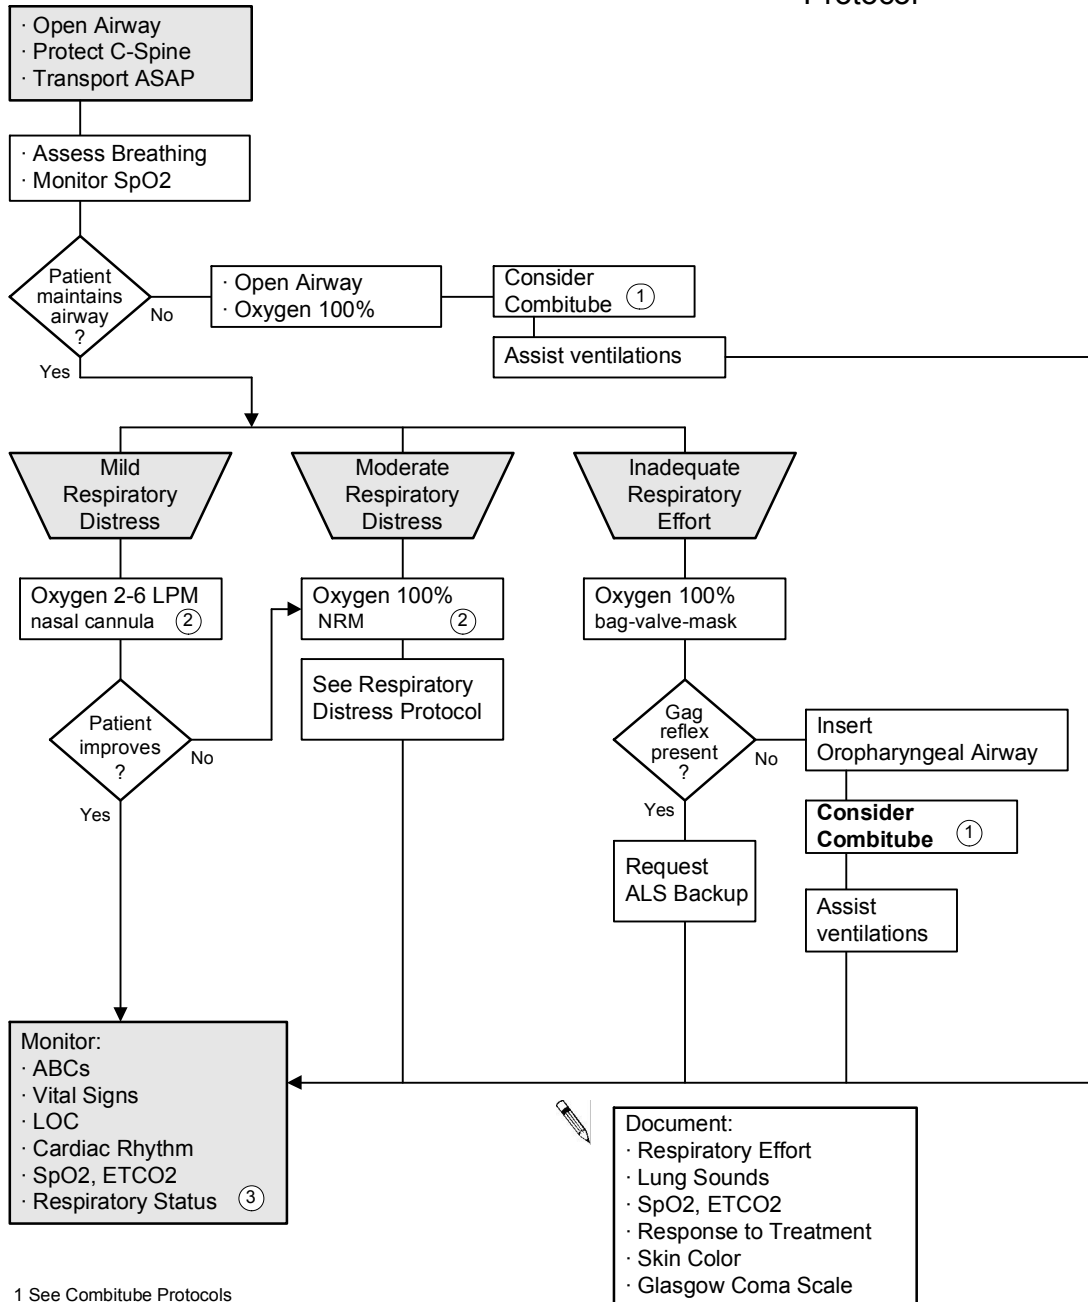 Protocol
· Open Airway
· Protect C-Spine
· Transport ASAP
· Assess Breathing
· Monitor SpO2
Patient
maintains
airway
?
No
Yes
· Open Airway
· Oxygen 100%
Consider
Combitube 1
Assist ventilations
Mild
Respiratory
Distress
Moderate
Respiratory
Distress
Inadequate
Respiratory
Effort
Oxygen 2-6 LPM
nasal cannula 2
Oxygen 100%
NRM 2
Oxygen 100%
bag-valve-mask
See Respiratory
Distress Protocol
Patient
improves
?
No
Yes
Gag
reflex
present
?
No
Yes
Insert
Oropharyngeal Airway
Consider
Combitube 1
Request
ALS Backup
Assist
ventilations
Monitor:
· ABCs
· Vital Signs
· LOC
· Cardiac Rhythm
· SpO2, ETCO2
· Respiratory Status 3
Document:
· Respiratory Effort
· Lung Sounds
· SpO2, ETCO2
· Response to Treatment
· Skin Color
· Glasgow Coma Scale
1 See Combitube Protocols